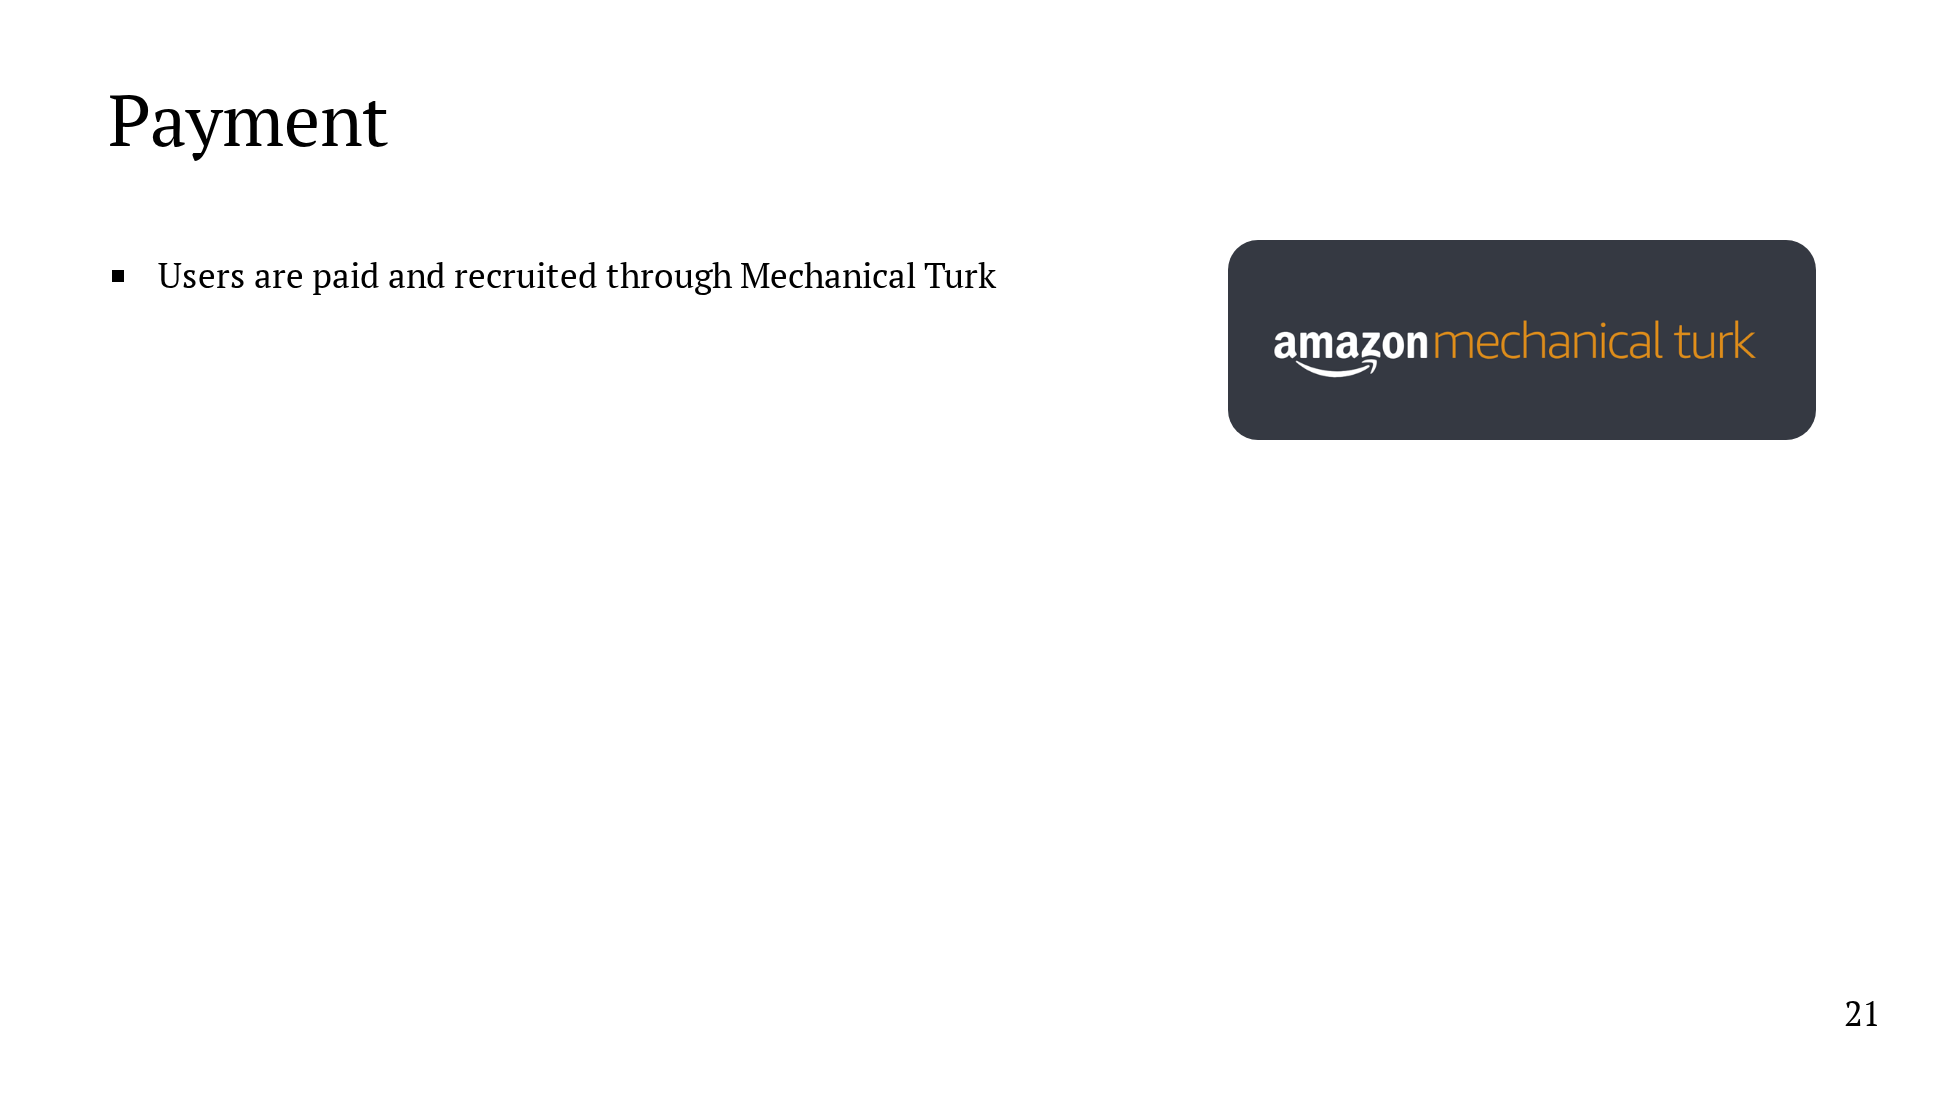 Payment
▪ Users are paid and recruited through Mechanical Turk
amazon mechanical turk
21